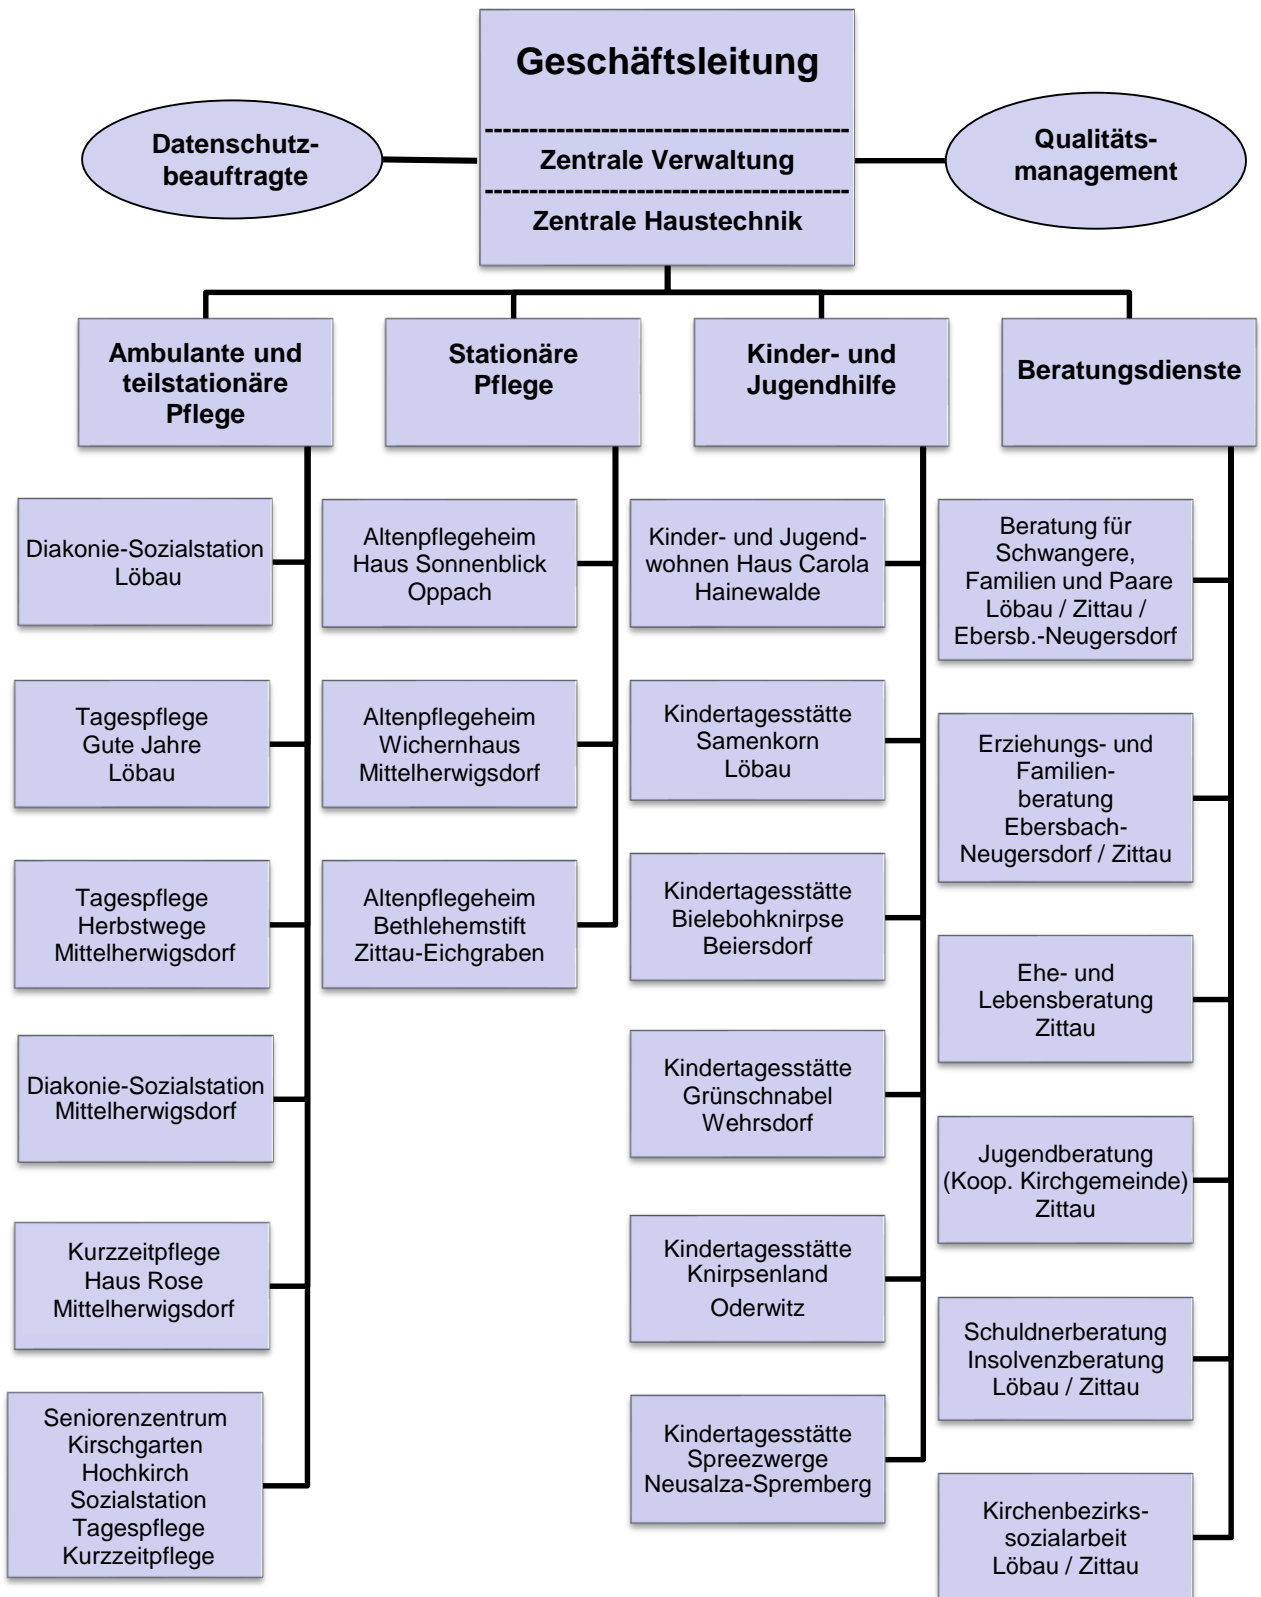 Geschäftsleitung
Zentrale Verwaltung
Zentrale Haustechnik
Datenschutz-
beauftragte
Qualitäts-
management
Ambulante und
teilstationäre
Pflege
Diakonie-Sozialstation
Löbau
Tagespflege
Gute Jahre
Löbau
Tagespflege
Herbstwege
Mittelherwigsdorf
Diakonie-Sozialstation
Mittelherwigsdorf
Kurzzeitpflege
Haus Rose
Mittelherwigsdorf
Seniorenzentrum
Kirschgarten
Hochkirch
Sozialstation
Tagespflege
Kurzzeitpflege
Stationäre
Pflege
Altenpflegeheim
Haus Sonnenblick
Oppach
Altenpflegeheim
Wichernhaus
Mittelherwigsdorf
Altenpflegeheim
Bethlehemstift
Zittau-Eichgraben
Kinder- und
Jugendhilfe
Kinder- und Jugend-
wohnen Haus Carola
Hainewalde
Kindertagesstätte
Samenkorn
Löbau
Kindertagesstätte
Bielebohknirpse
Beiersdorf
Kindertagesstätte
Grünschnabel
Wehrsdorf
Kindertagesstätte
Knirpsenland
Oderwitz
Kindertagesstätte
Spreezwerge
Neusalza-Spremberg
Beratungsdienste
Beratung für
Schwangere,
Familien und Paare
Löbau / Zittau /
Ebersb.-Neugersdorf
Erziehungs- und
Familien-
beratung
Ebersbach-
Neugersdorf / Zittau
Ehe- und
Lebensberatung
Zittau
Jugendberatung
(Koop. Kirchgemeinde)
Zittau
Schuldnerberatung
Insolvenzberatung
Löbau / Zittau
Kirchenbezirks-
sozialarbeit
Löbau / Zittau